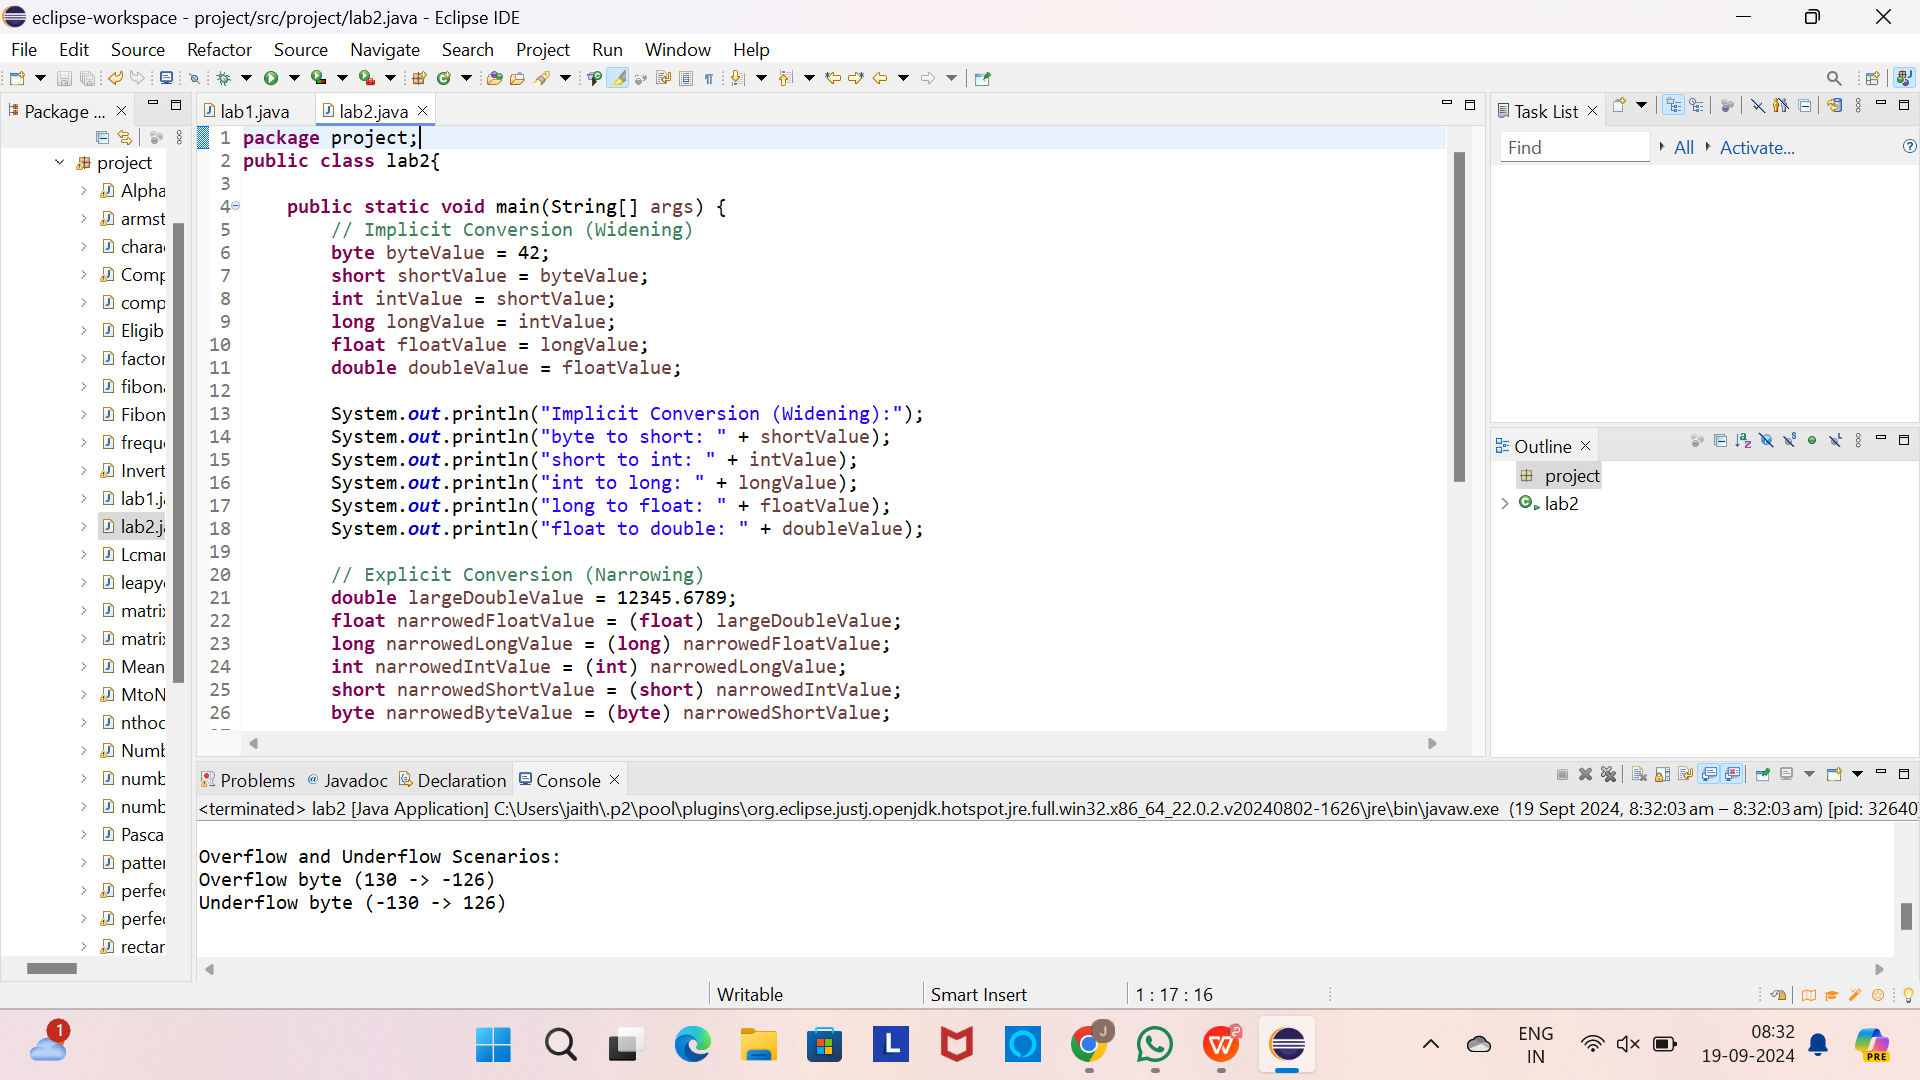 eclipse-workspace - project/src/project/lab2.java - Eclipse IDE
File Edit Source Refactor Source Navigate Search Project Run Window Help
Package ...
project
Alpha
armst
chara
Comp
comp
Eligib
factor
fibon
Fibon
frequ
Invert
lab1.j
lab2.j
Lcmar
leapy
matri
matri
Mean
MtoN
nthoc
Numb
numb
numb
Pasca
patter
perfe
perfe
rectar
lab1.java lab2.java
1 package project;
2 public class lab2{
3
4 public static void main(String[] args) {
5 // Implicit Conversion (Widening)
6 byte byteValue = 42;
7 short shortValue = byteValue;
8 int intValue = shortValue;
9 long longValue = intValue;
10 float floatValue = longValue;
11 double doubleValue = floatValue;
12
13 System.out.println("Implicit Conversion (Widening):");
14 System.out.println("byte to short: " + shortValue);
15 System.out.println("short to int: " + intValue);
16 System.out.println("int to long: " + longValue);
17 System.out.println("long to float: " + floatValue);
18 System.out.println("float to double: " + doubleValue);
19
20 // Explicit Conversion (Narrowing)
21 double largeDoubleValue = 12345.6789;
22 float narrowedFloatValue = (float) largeDoubleValue;
23 long narrowedLongValue = (long) narrowedFloatValue;
24 int narrowedIntValue = (int) narrowedLongValue;
25 short narrowedShortValue = (short) narrowedIntValue;
26 byte narrowedByteValue = (byte) narrowedShortValue;
Task List
Find All Activate...
Outline
project
lab2
Problems @ Javadoc Declaration Console
<terminated> lab2 [Java Application] C:\Users\jaith\.p2\pool\plugins\org.eclipse.justj.openjdk.hotspot.jre.full.win32.x86_64_22.0.2.v20240802-1626\jre\bin\javaw.exe (19 Sept 2024, 8:32:03 am – 8:32:03 am) [pid: 32640
Overflow and Underflow Scenarios:
Overflow byte (130 -> -126)
Underflow byte (-130 -> 126)
Writable Smart Insert 1 : 17 : 16
1
L
J
W
PRE
ENG
IN
08:32
19-09-2024